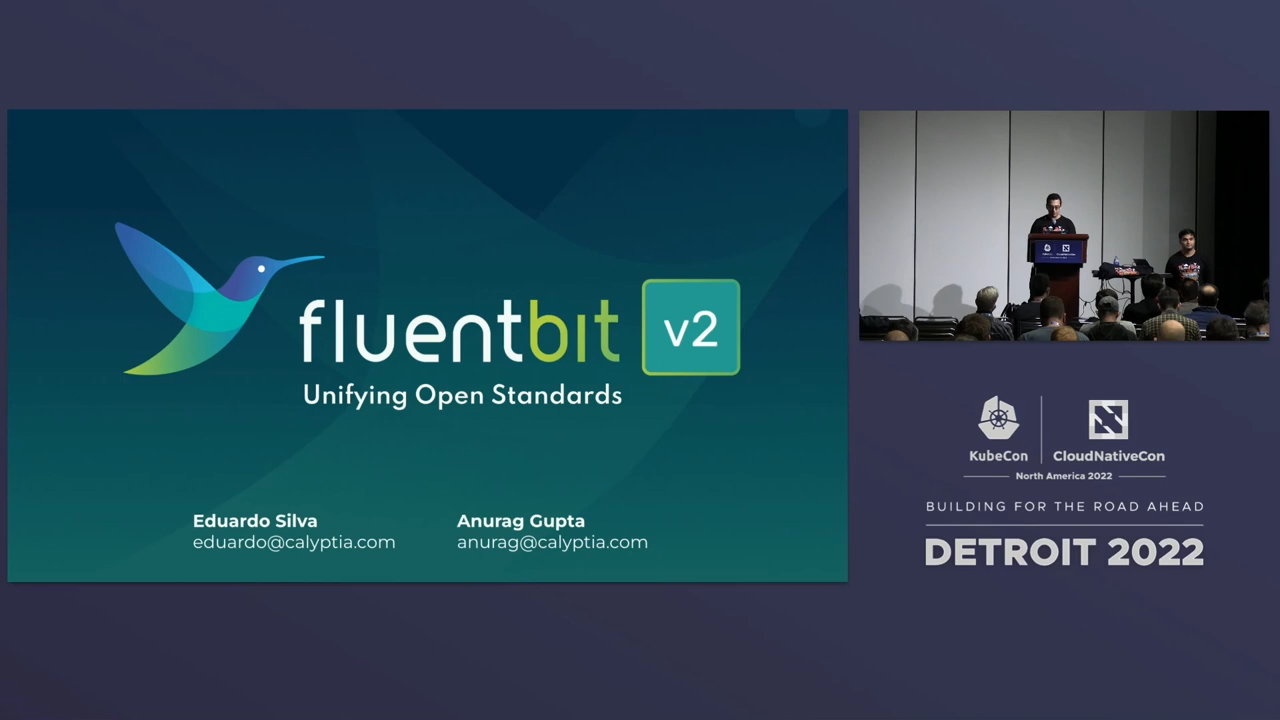 fluentbit v2
Unifying Open Standards
Eduardo Silva
eduardo@calyptia.com
Anurag Gupta
anurag@calyptia.com
KubeCon
CloudNativeCon
North America 2022
BUILDING FOR THE ROAD AHEAD
DETROIT 2022